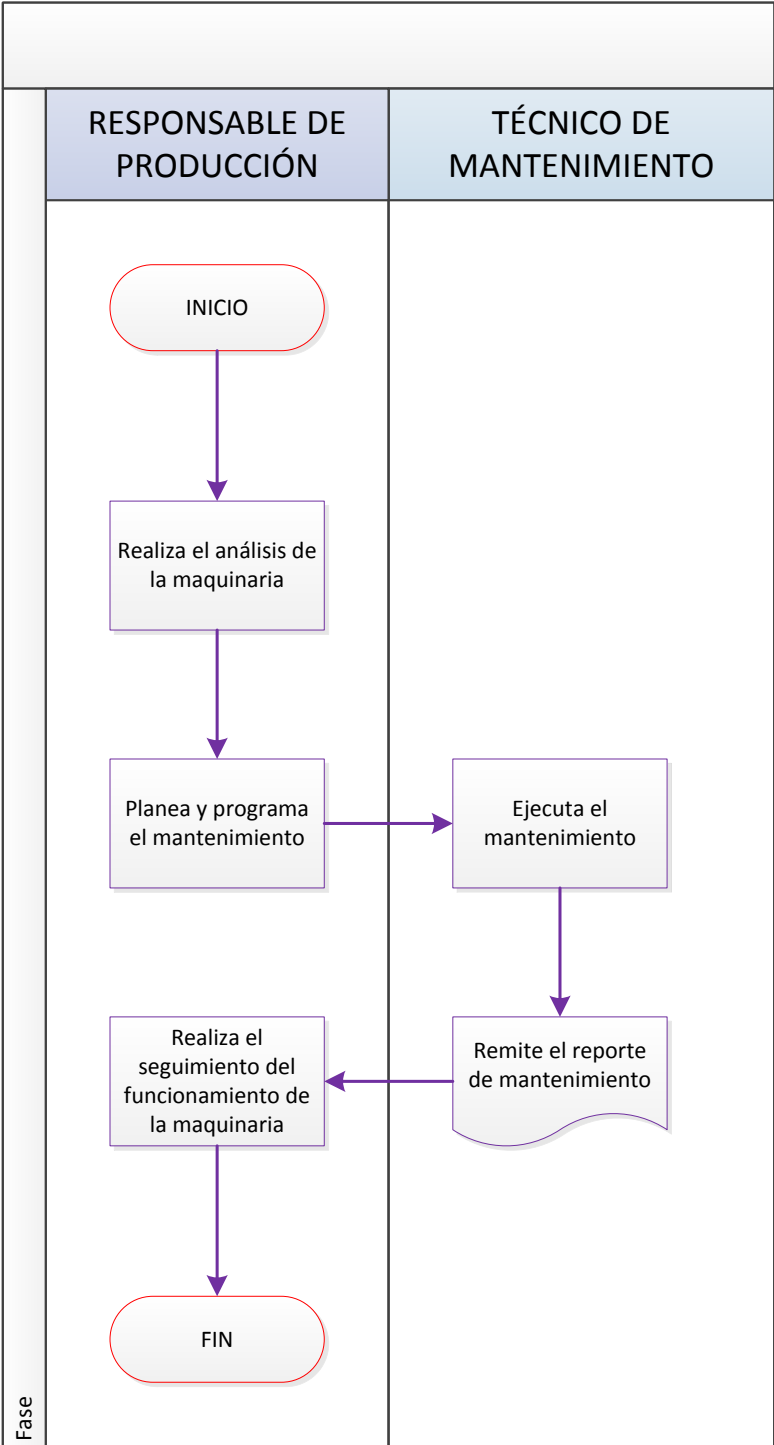 RESPONSABLE DE
PRODUCCIÓN
TÉCNICO DE
MANTENIMIENTO
INICIO
Realiza el análisis de
la maquinaria
Planea y programa
el mantenimiento
Ejecuta el
mantenimiento
Remite el reporte
de mantenimiento
Realiza el
seguimiento del
funcionamiento de
la maquinaria
FIN
Fase